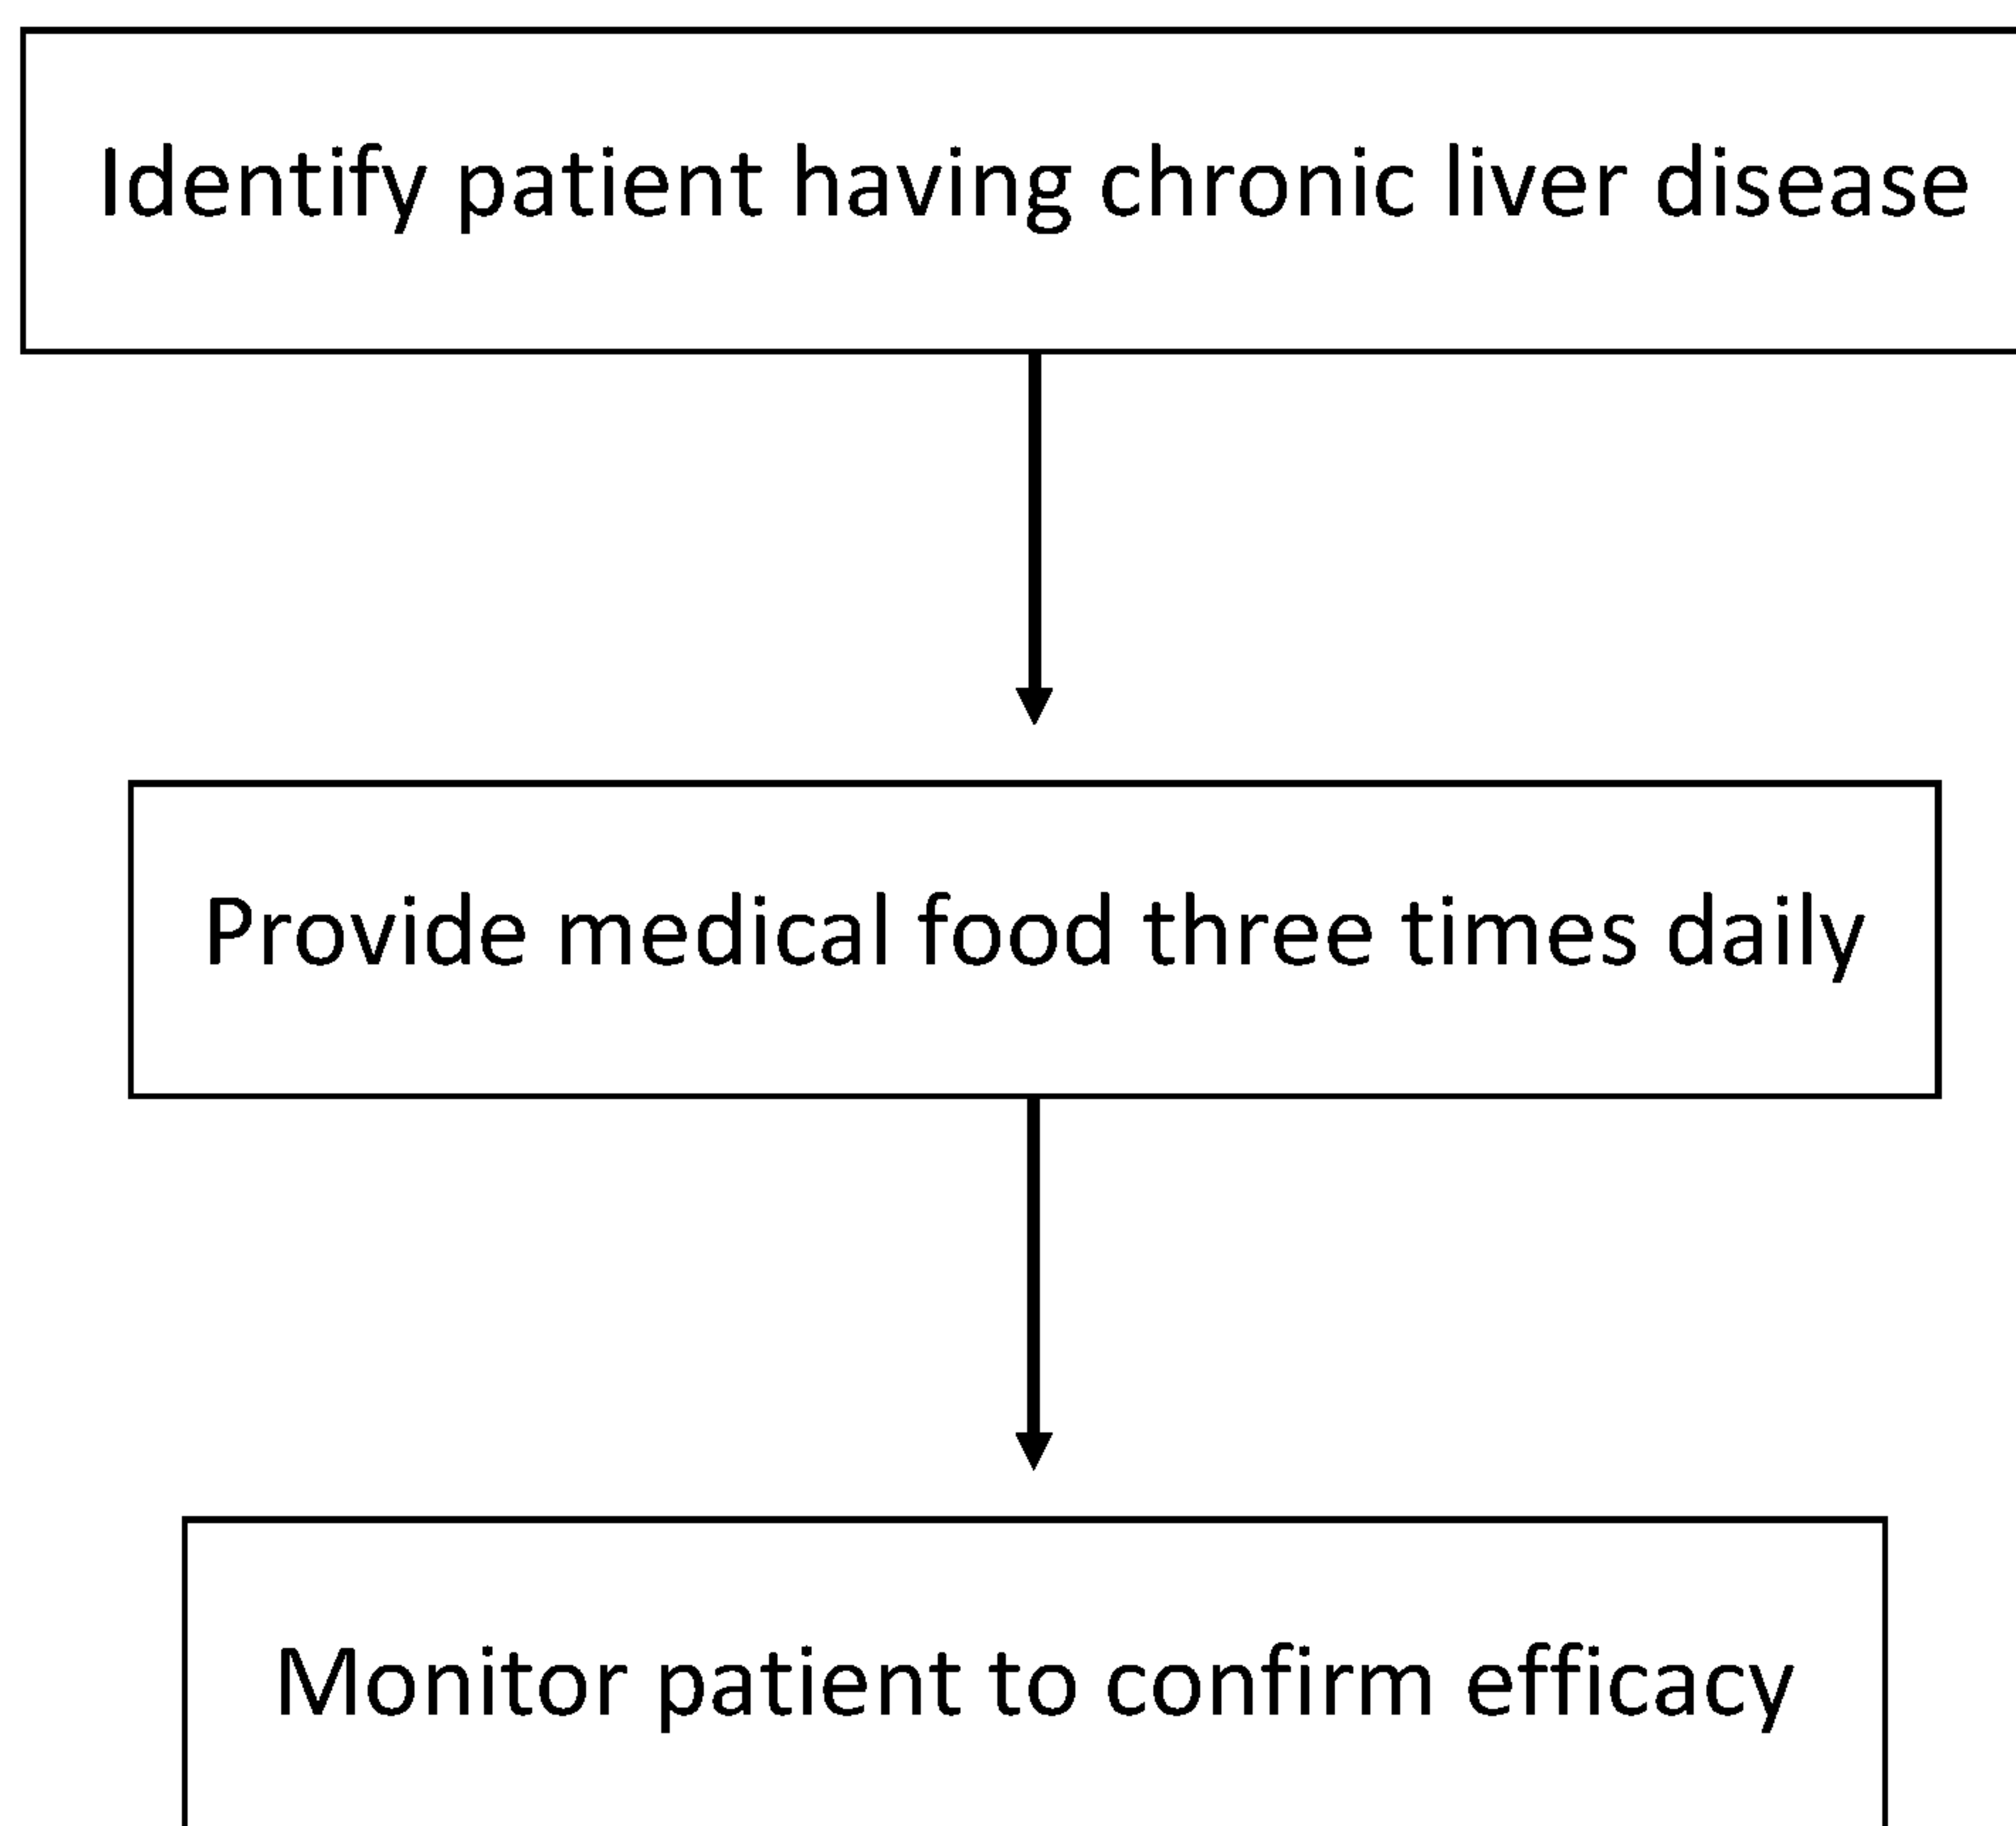 Identify patient having chronic liver disease
Provide medical food three times daily
Monitor patient to confirm efficacy